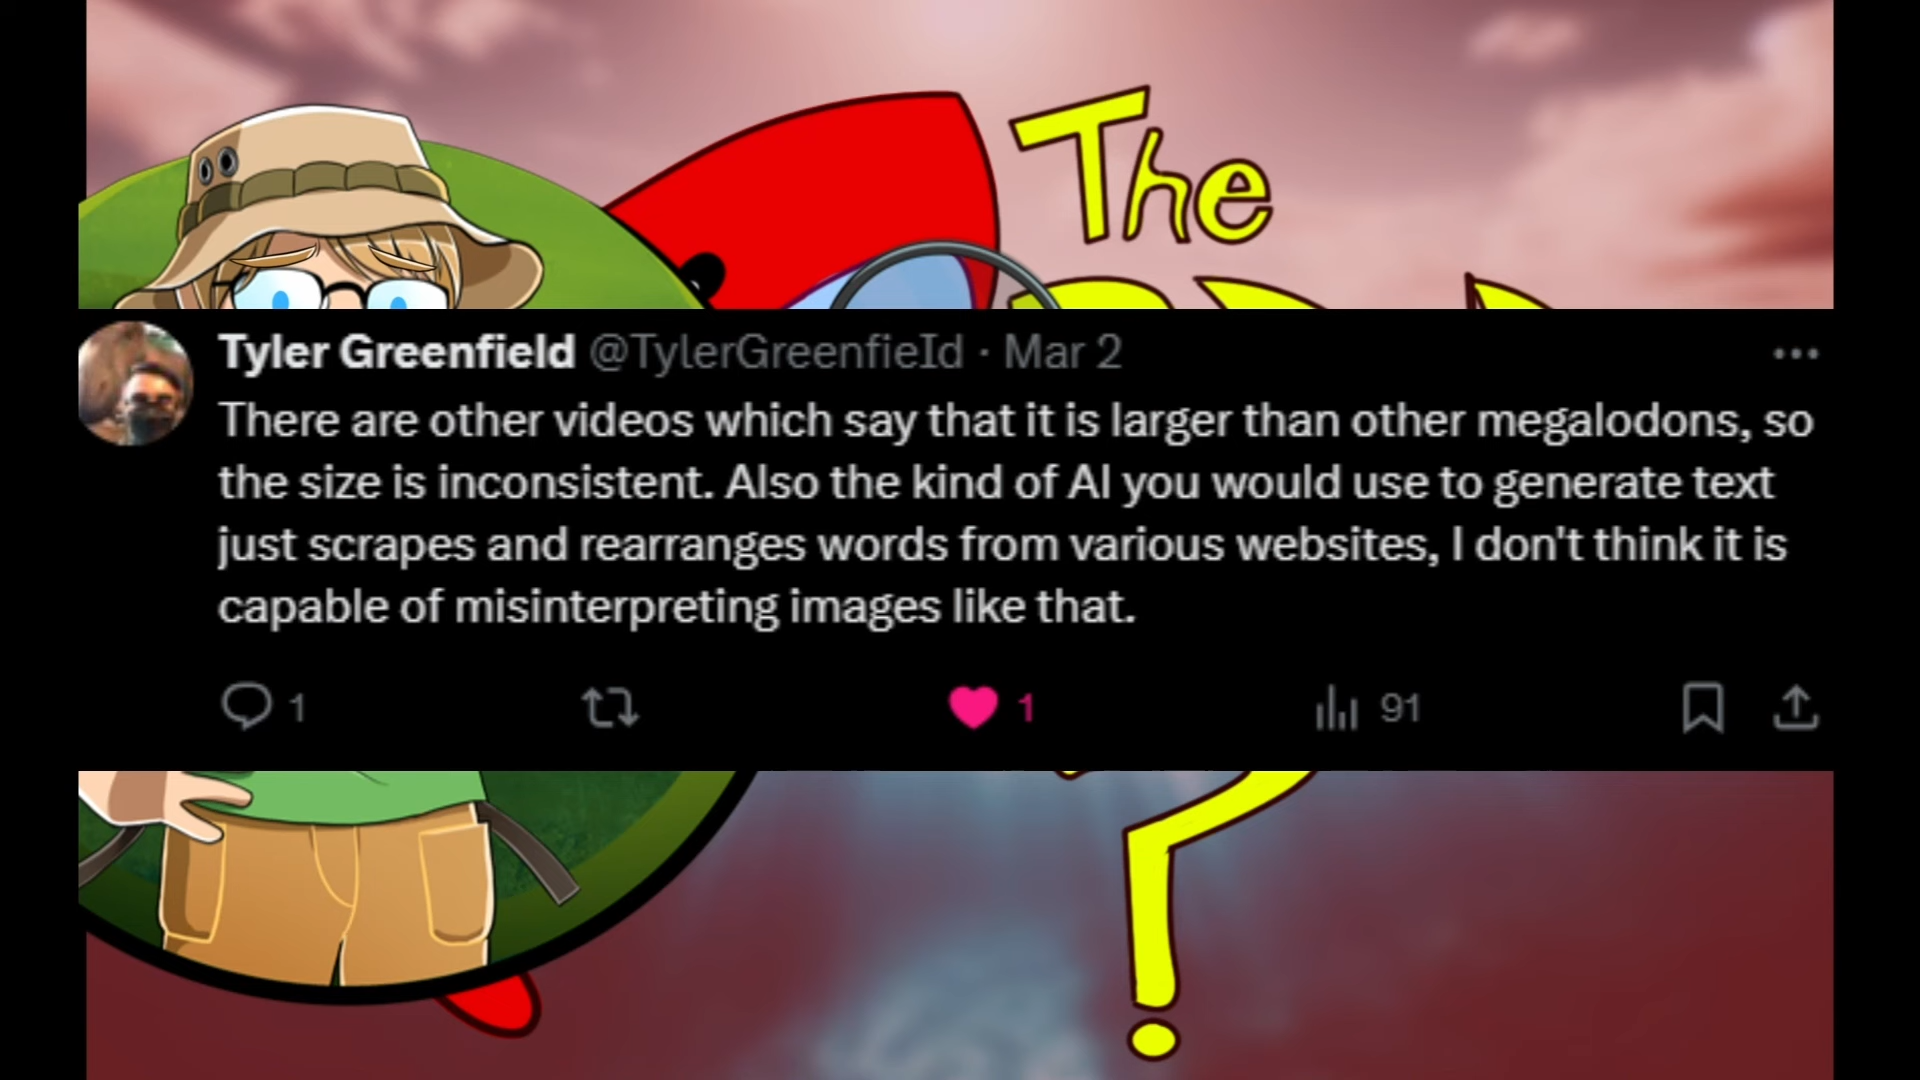 The
Tyler Greenfield @TylerGreenfieId · Mar 2
There are other videos which say that it is larger than other megalodons, so
the size is inconsistent. Also the kind of AI you would use to generate text
just scrapes and rearranges words from various websites, I don't think it is
capable of misinterpreting images like that.
1 1 91
?